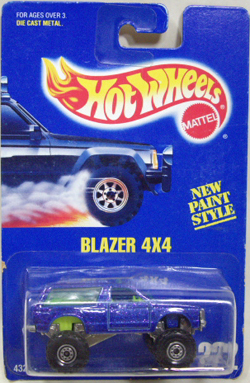 FOR AGES OVER 3.
DIE CAST METAL.
Hot Wheels
MATTEL
NEW
PAINT
STYLE
BLAZER 4X4